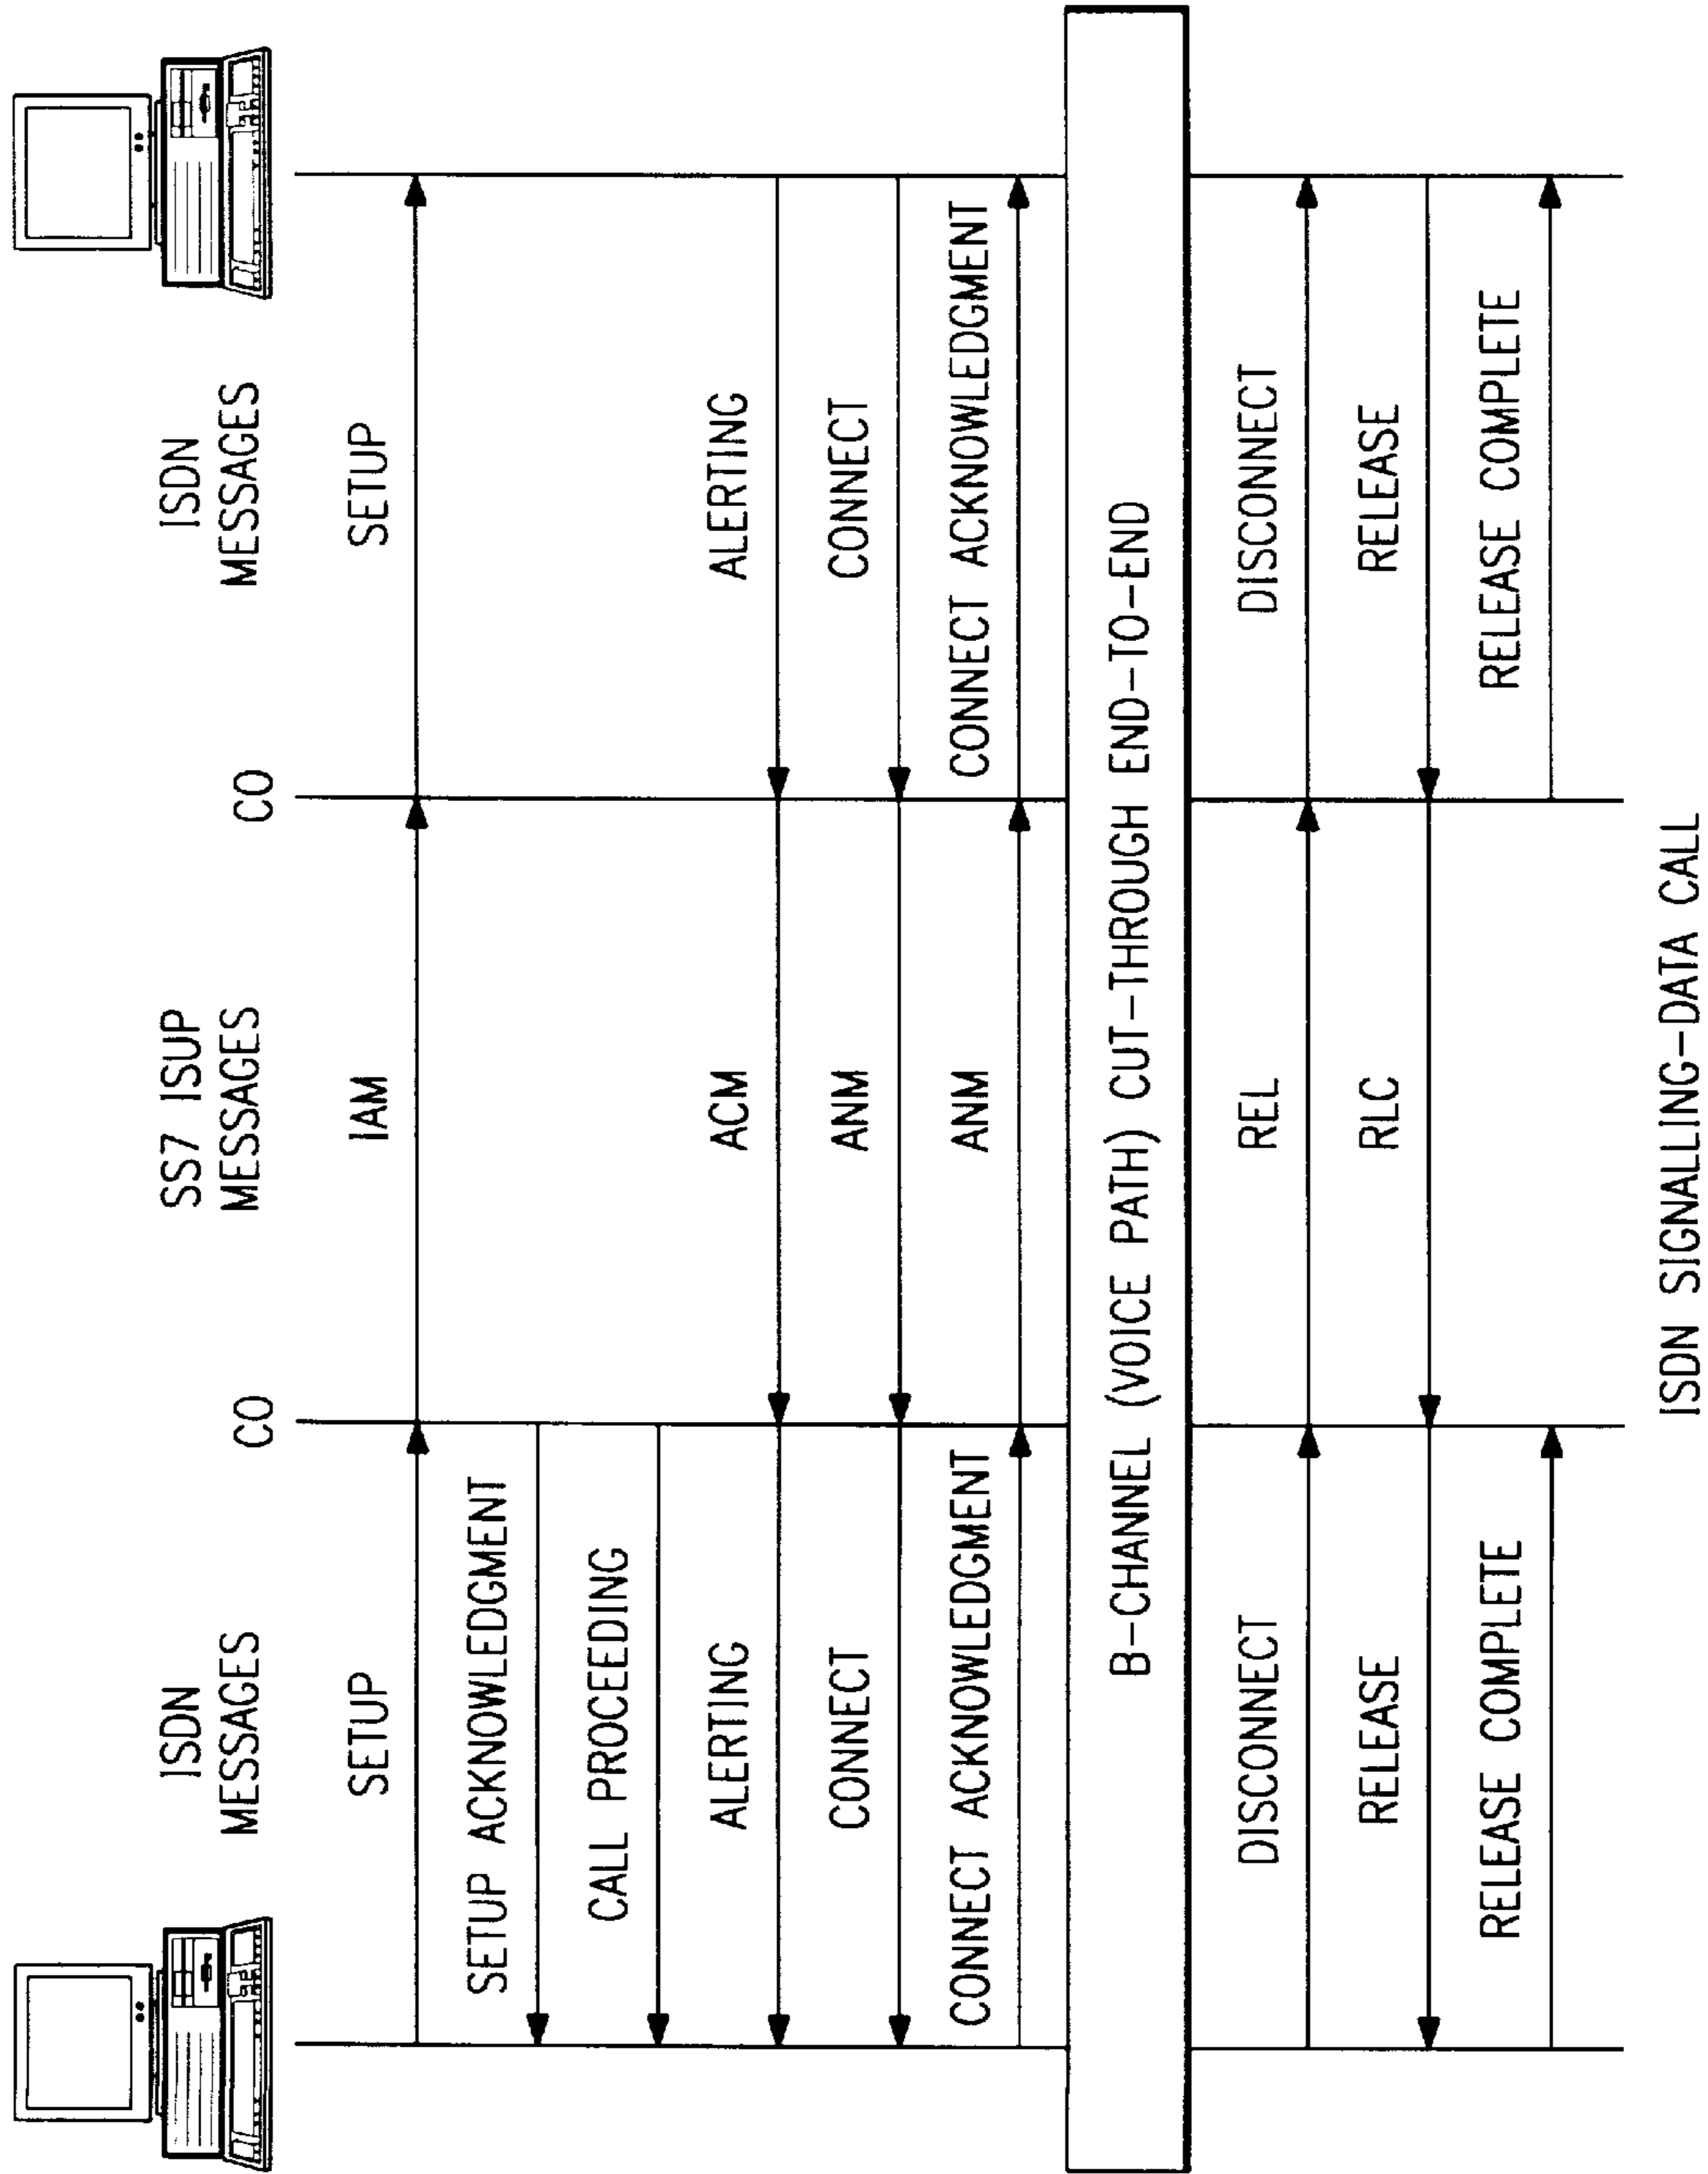 ISDN
MESSAGES
CO
SS7 ISUP
MESSAGES
CO
ISDN
MESSAGES
SETUP
IAM
SETUP
SETUP ACKNOWLEDGMENT
CALL PROCEEDING
ALERTING
ACM
ALERTING
CONNECT
ANM
CONNECT
CONNECT ACKNOWLEDGMENT
ANM
CONNECT ACKNOWLEDGMENT
B-CHANNEL (VOICE PATH) CUT-THROUGH END-TO-END
DISCONNECT
REL
DISCONNECT
RELEASE
RLC
RELEASE
RELEASE COMPLETE
RELEASE COMPLETE
ISDN SIGNALLING-DATA CALL